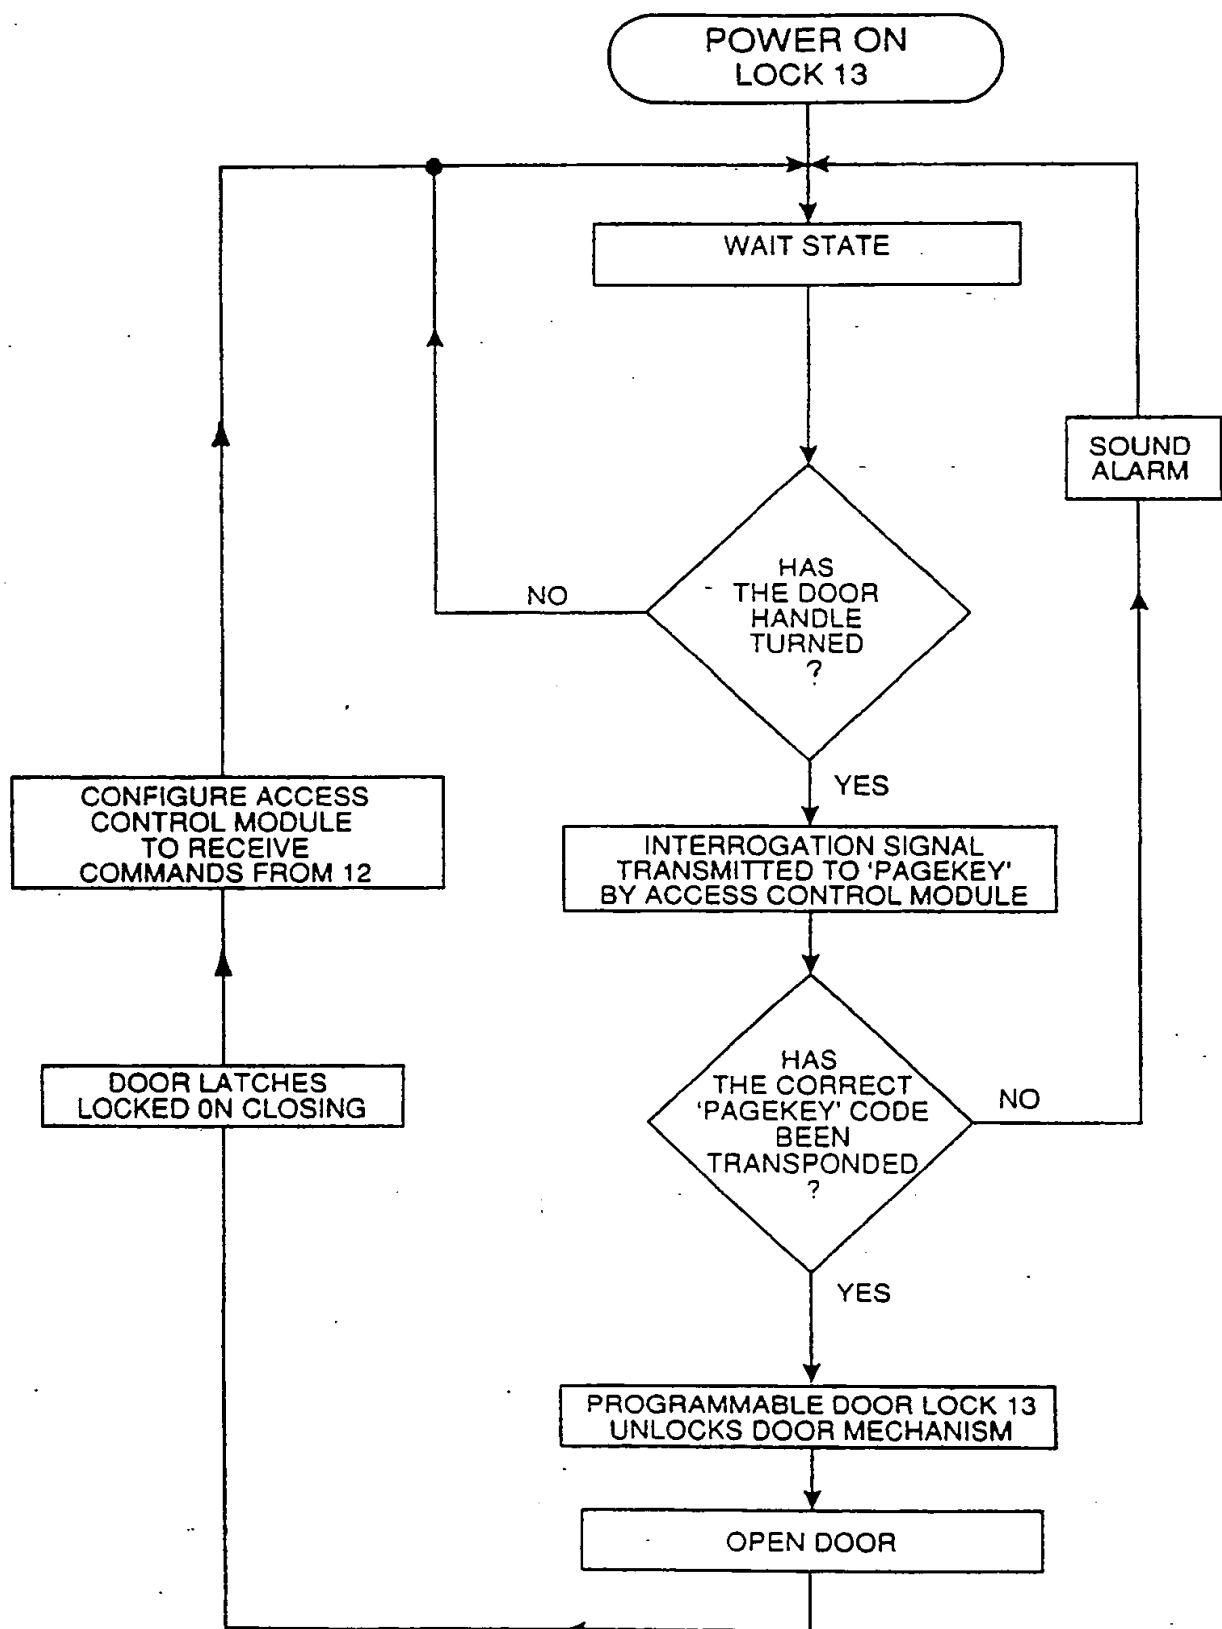 POWER ON
LOCK 13
WAIT STATE
SOUND
ALARM
HAS
THE DOOR
HANDLE
TURNED
?
NO
YES
CONFIGURE ACCESS
CONTROL MODULE
TO RECEIVE
COMMANDS FROM 12
INTERROGATION SIGNAL
TRANSMITTED TO 'PAGEKEY'
BY ACCESS CONTROL MODULE
DOOR LATCHES
LOCKED ON CLOSING
HAS
THE CORRECT
'PAGEKEY' CODE
BEEN
TRANSPONDED
?
NO
YES
PROGRAMMABLE DOOR LOCK 13
UNLOCKS DOOR MECHANISM
OPEN DOOR